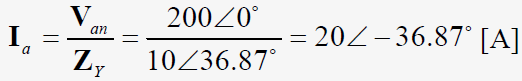 I_a = V_an / Z_Y = 200∠0° / 10∠36.87° = 20∠−36.87° [A]